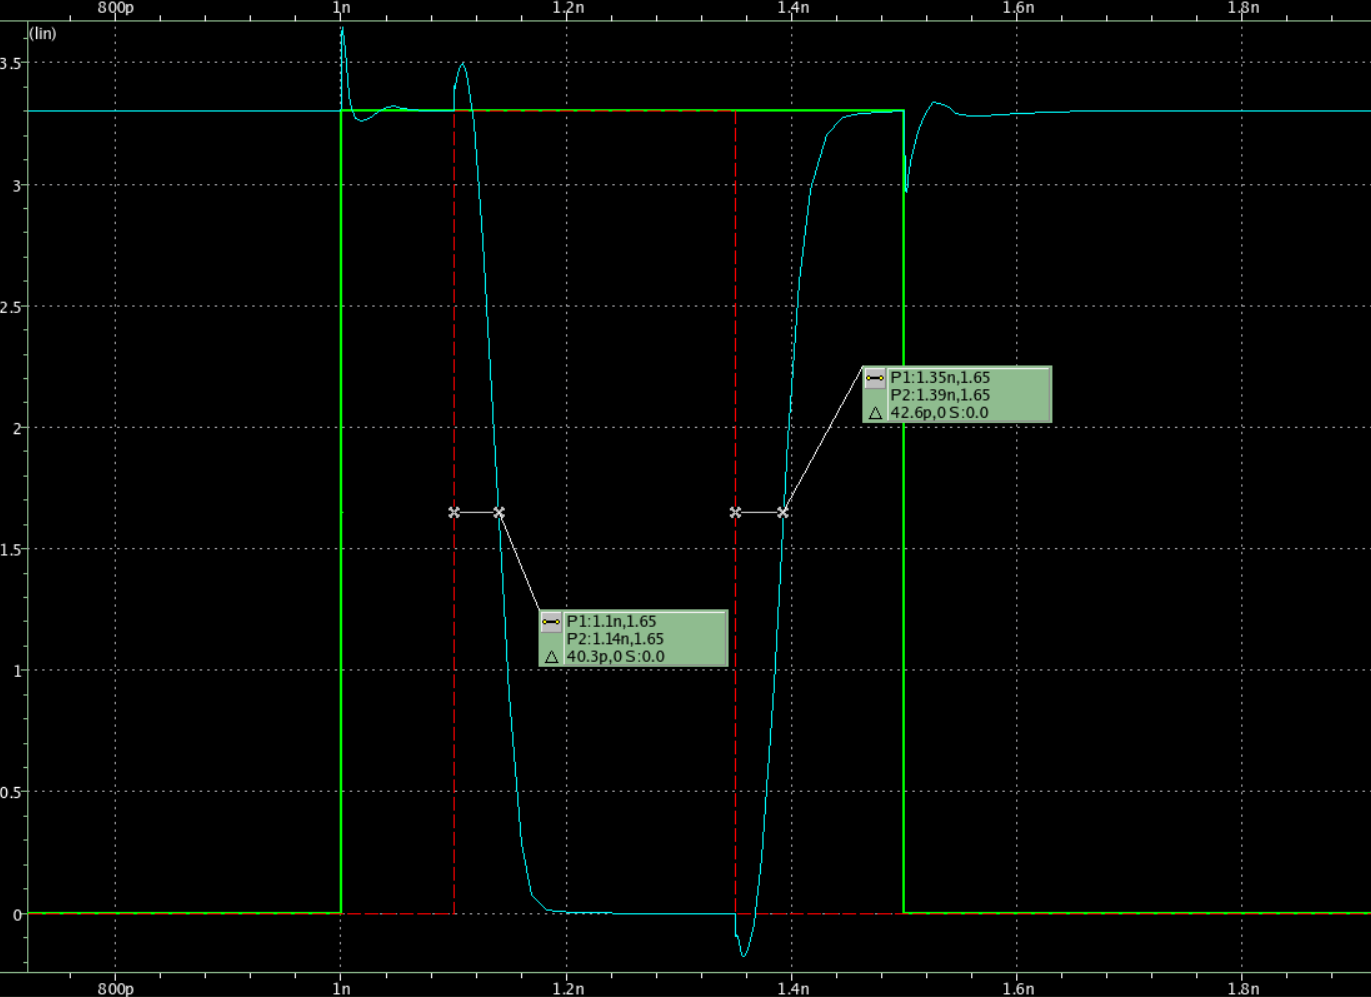 800p 1n 1.2n 1.4n 1.6n 1.8n
(lin)
3.5
3
2.5
P1:1.35n,1.65
P2:1.39n,1.65
△ 42.6p,0 S:0.0
2
1.5
P1:1.1n,1.65
P2:1.14n,1.65
△ 40.3p,0 S:0.0
1
0.5
0
800p 1n 1.2n 1.4n 1.6n 1.8n